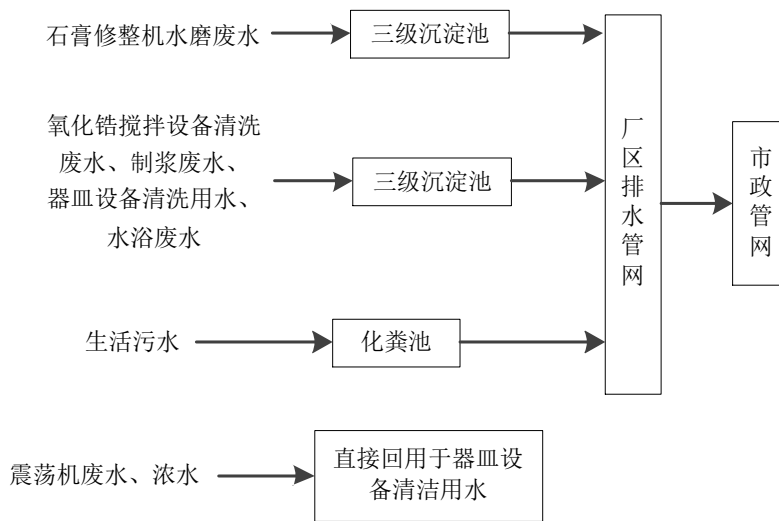 石膏修整机水磨废水
三级沉淀池
氧化锆搅拌设备清洗
废水、制浆废水、
器皿设备清洗用水、
水浴废水
三级沉淀池
生活污水
化粪池
厂区排水管网
市政管网
震荡机废水、浓水
直接回用于器皿设
备清洁用水